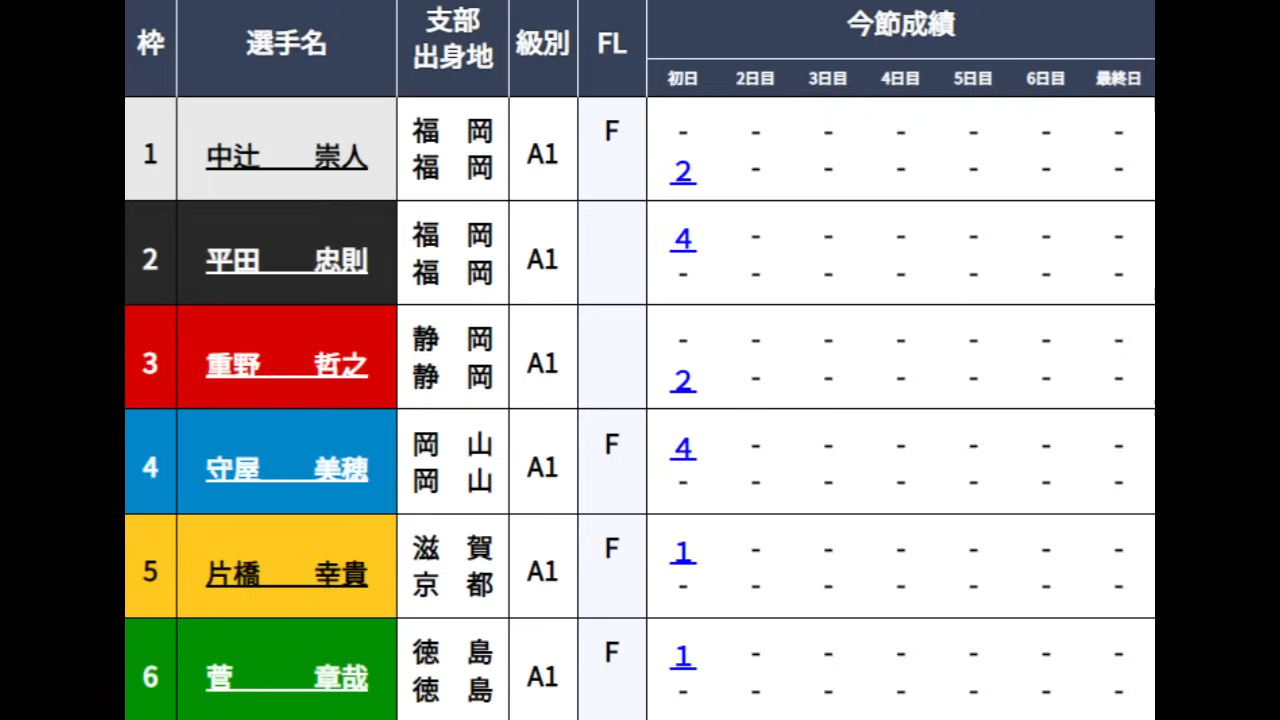 枠 選手名 支部 出身地 級別 FL 今節成績
初日 2日目 3日目 4日目 5日目 6日目 最終日
1 中辻 崇人 福岡 福岡 A1 F
- - - - - - -
2 - - - - - -
2 平田 忠則 福岡 福岡 A1
4 - - - - - -
- - - - - - -
3 重野 哲之 静岡 静岡 A1
- - - - - - -
2 - - - - - -
4 守屋 美穂 岡山 岡山 A1 F
4 - - - - - -
- - - - - - -
5 片橋 幸貴 滋賀 京都 A1 F
1 - - - - - -
- - - - - - -
6 菅 章哉 徳島 徳島 A1 F
1 - - - - - -
- - - - - - -